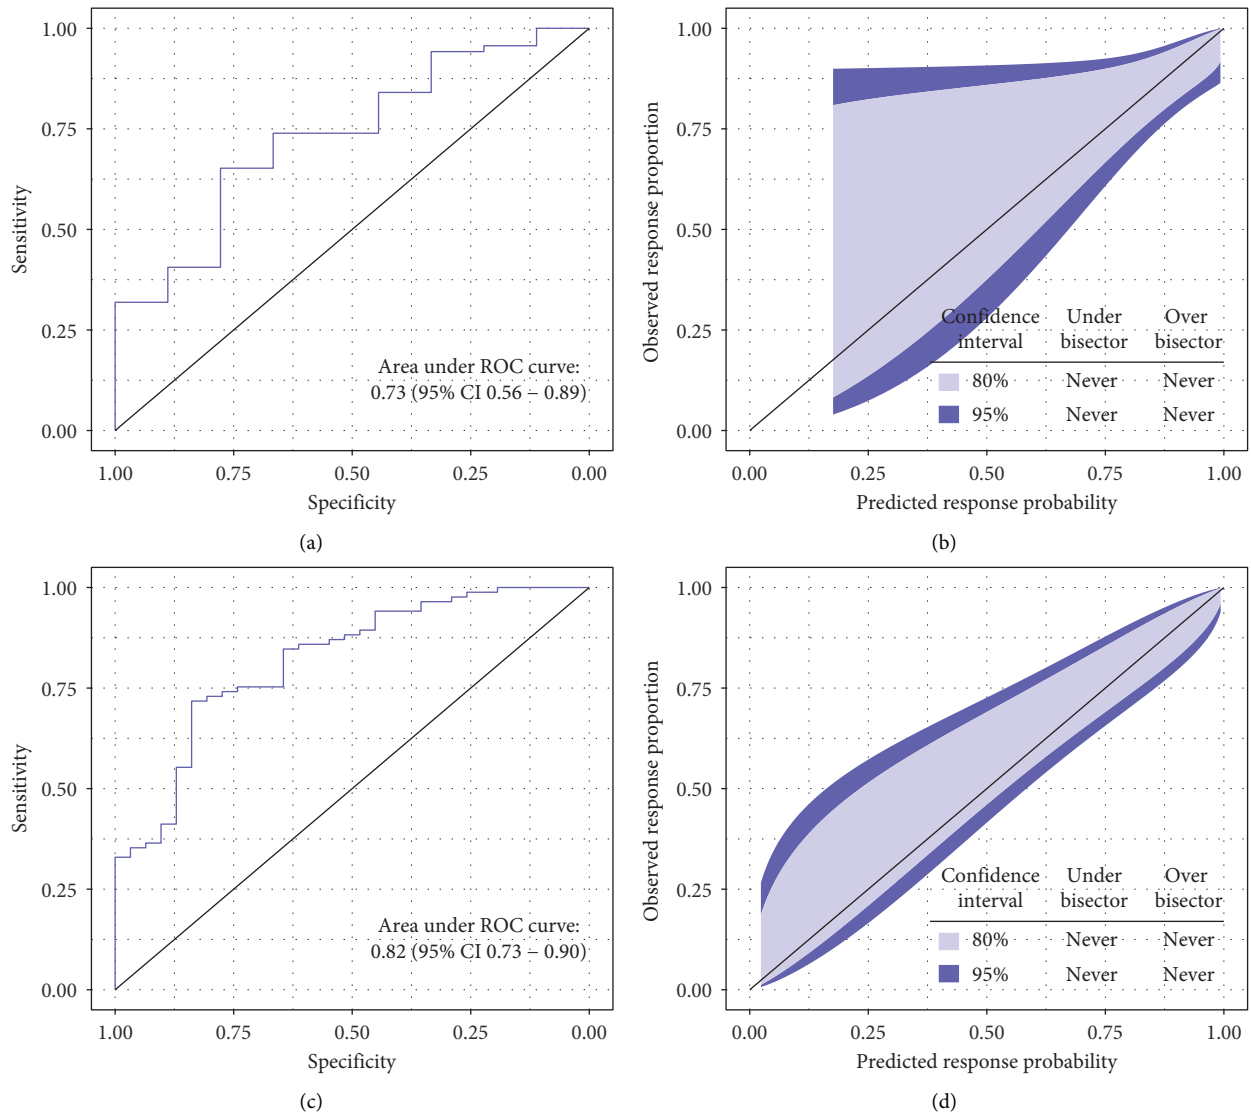 1.00
0.75
0.50
0.25
0.00
Sensitivity
Area under ROC curve:
0.73 (95% CI 0.56 – 0.89)
1.00 0.75 0.50 0.25 0.00
Specificity
(a)
1.00
0.75
0.50
0.25
0.00
Observed response proportion
Confidence interval Under bisector Over bisector
80% Never Never
95% Never Never
0.00 0.25 0.50 0.75 1.00
Predicted response probability
(b)
1.00
0.75
0.50
0.25
0.00
Sensitivity
Area under ROC curve:
0.82 (95% CI 0.73 – 0.90)
1.00 0.75 0.50 0.25 0.00
Specificity
(c)
1.00
0.75
0.50
0.25
0.00
Observed response proportion
Confidence interval Under bisector Over bisector
80% Never Never
95% Never Never
0.00 0.25 0.50 0.75 1.00
Predicted response probability
(d)